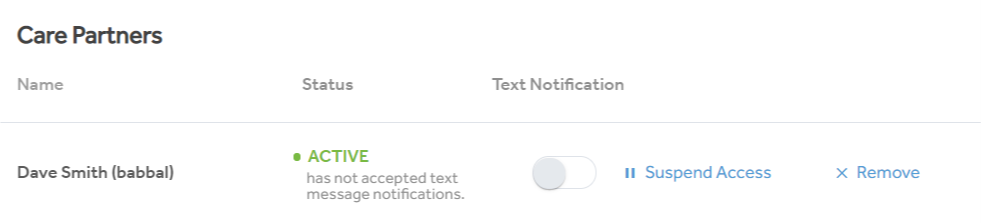 Care Partners
Name Status Text Notification
Dave Smith (babbal) ACTIVE Suspend Access Remove
has not accepted text
message notifications.